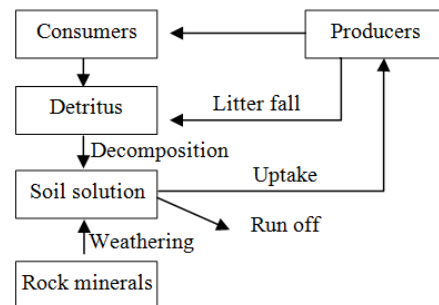 Consumers
Producers
Detritus
Litter fall
Decomposition
Soil solution
Uptake
Run off
Weathering
Rock minerals